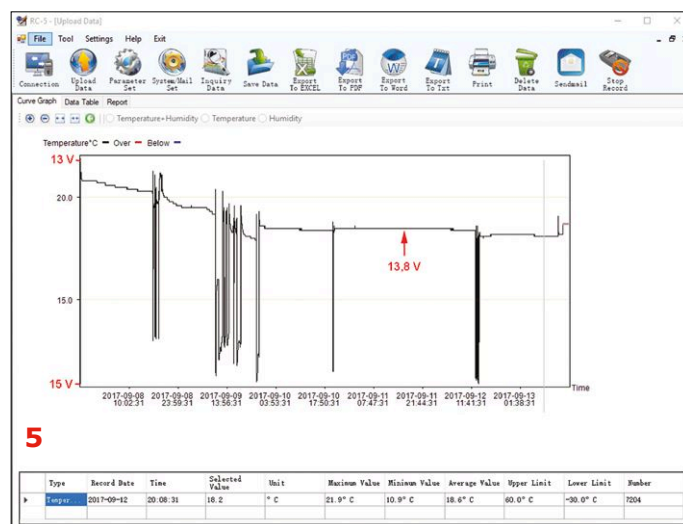 RC-5 - [Upload Data]
File Tool Settings Help Exit
Connection
Upload Data
Parameter Set
System/Mail Set
Inquiry Data
Save Data
Export To EXCEL
Export To PDF
Export To Word
Export To Txt
Print
Delete Data
Sendmail
Stop Record
Curve Graph Data Table Report
Temperature+Humidity Temperature Humidity
Temperature°C Over Below
13 V
20.0
15.0
15 V
13,8 V
Time
2017-09-08 10:02:31
2017-09-08 23:59:31
2017-09-09 13:56:31
2017-09-10 03:53:31
2017-09-10 17:50:31
2017-09-11 07:47:31
2017-09-11 21:44:31
2017-09-12 11:41:31
2017-09-13 01:38:31
5
Type Record Date Time Selected Value Unit Maximum Value Minimum Value Average Value Upper Limit Lower Limit Number
Temper... 2017-09-12 20:08:31 18.2 ° C 21.9° C 10.9° C 18.6° C 60.0° C -30.0° C 7204